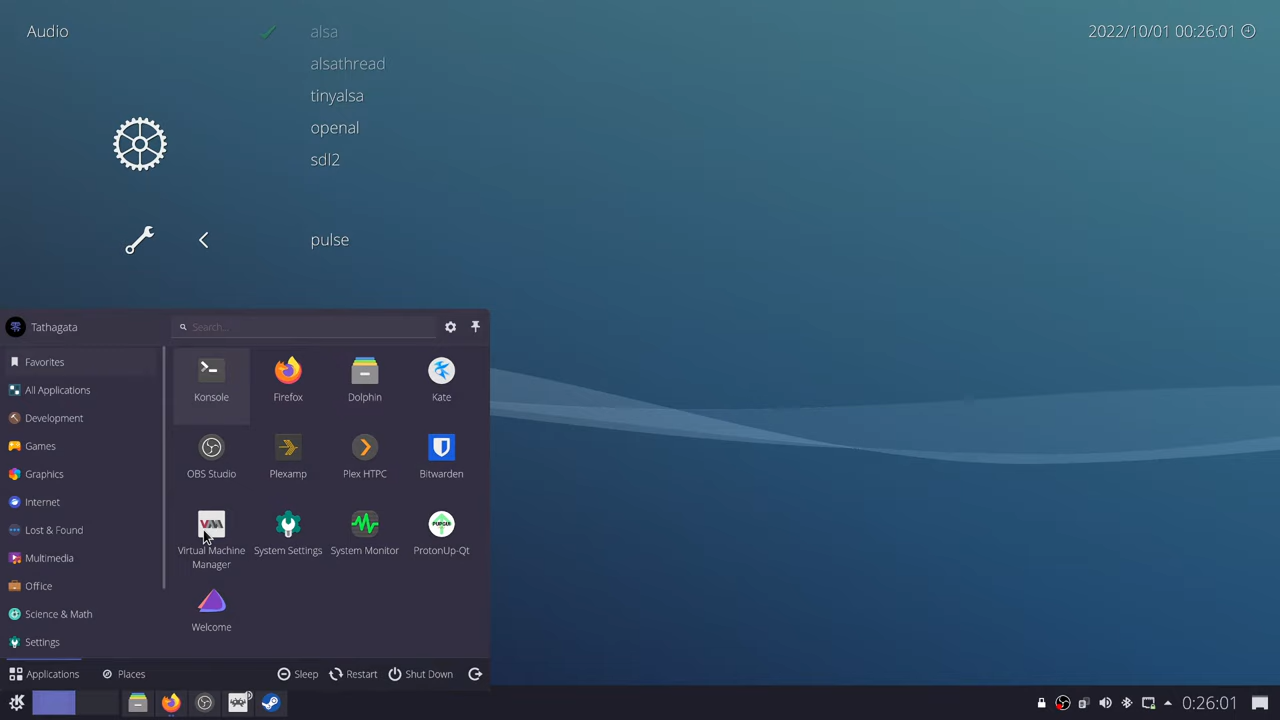 Audio
alsa
2022/10/01 00:26:01
alsathread
tinyalsa
openal
sdl2
pulse
Tathagata
Search...
Favorites
All Applications
Development
Games
Graphics
Internet
Lost & Found
Multimedia
Office
Science & Math
Settings
Konsole
Firefox
Dolphin
Kate
OBS Studio
Plexamp
Plex HTPC
Bitwarden
Virtual Machine
Manager
System Settings
System Monitor
ProtonUp-Qt
Welcome
Applications
Places
Sleep
Restart
Shut Down
0:26:01